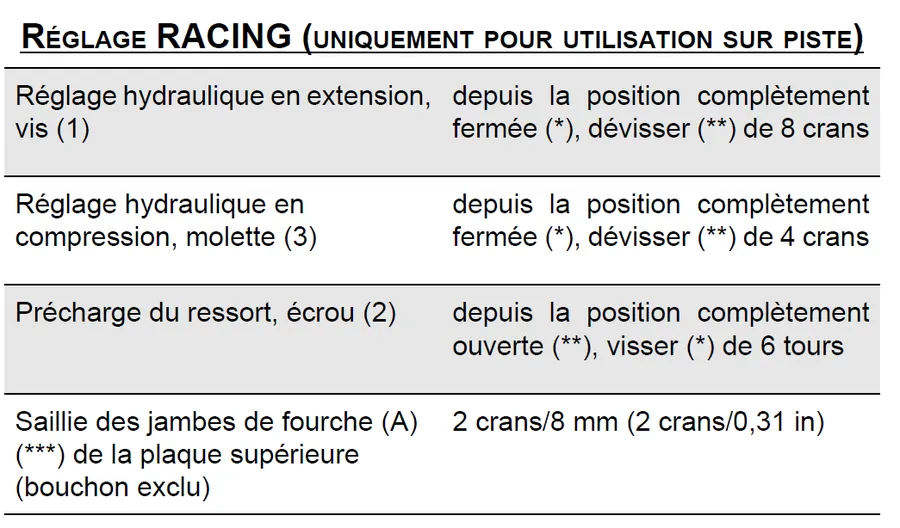 RÉGLAGE RACING (UNIQUEMENT POUR UTILISATION SUR PISTE)
Réglage hydraulique en extension,
vis (1)
depuis la position complètement
fermée (*), dévisser (**) de 8 crans
Réglage hydraulique en
compression, molette (3)
depuis la position complètement
fermée (*), dévisser (**) de 4 crans
Précharge du ressort, écrou (2)
depuis la position complètement
ouverte (**), visser (*) de 6 tours
Saillie des jambes de fourche (A)
(***) de la plaque supérieure
(bouchon exclu)
2 crans/8 mm (2 crans/0,31 in)